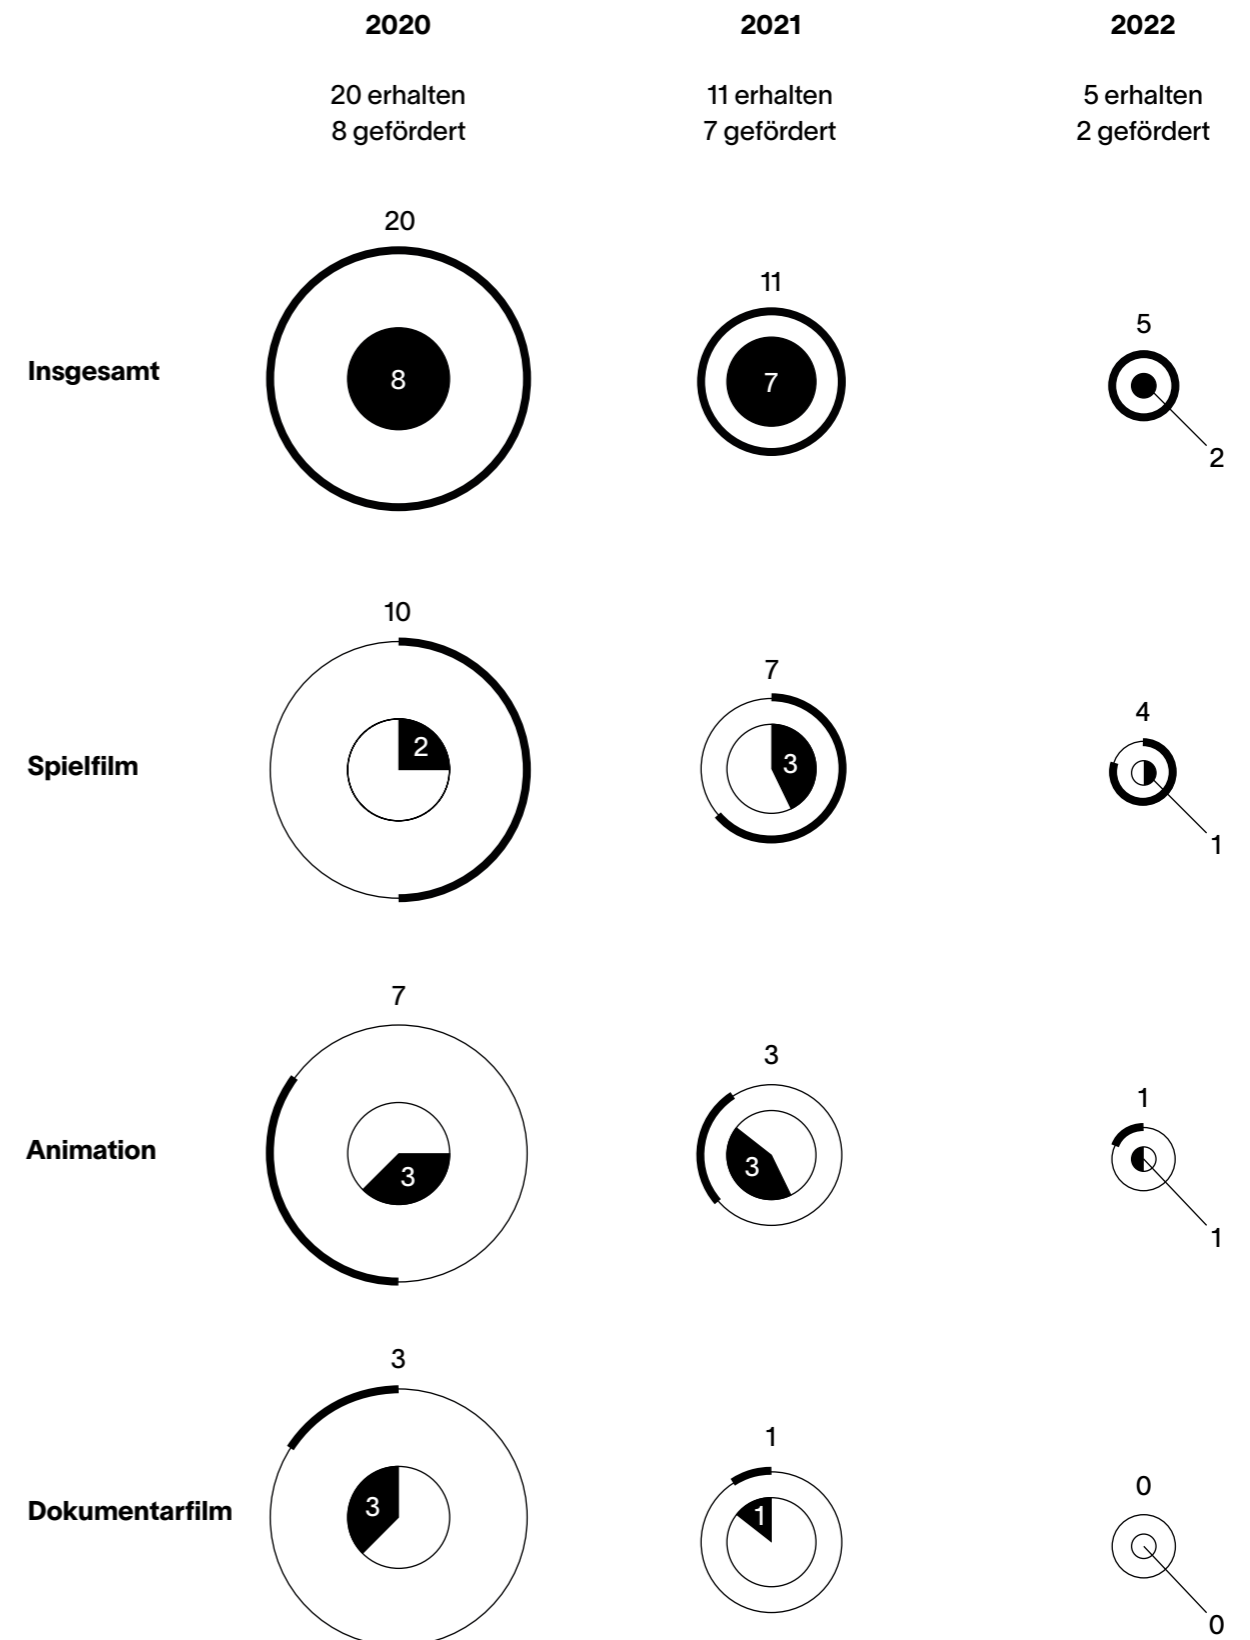 2020
2021
2022
20 erhalten
8 gefördert
11 erhalten
7 gefördert
5 erhalten
2 gefördert
Insgesamt
20
8
11
7
5
2
Spielfilm
10
2
7
3
4
1
Animation
7
3
3
3
1
1
Dokumentarfilm
3
3
1
1
0
0